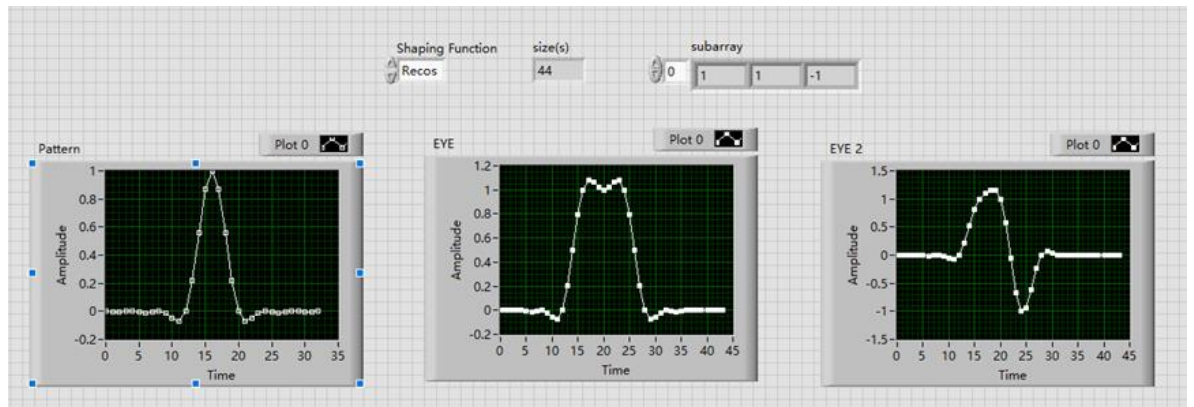 Shaping Function
size(s)
subarray
Recos
44
0
1
1
-1
Pattern
Plot 0
EYE
Plot 0
EYE 2
Plot 0
Amplitude
1
0.8
0.6
0.4
0.2
0
-0.2
0 5 10 15 20 25 30 35
Time
Amplitude
1.2
1
0.8
0.6
0.4
0.2
0
-0.2
0 5 10 15 20 25 30 35 40 45
Time
Amplitude
1.5
1
0.5
0
-0.5
-1
-1.5
0 5 10 15 20 25 30 35 40 45
Time